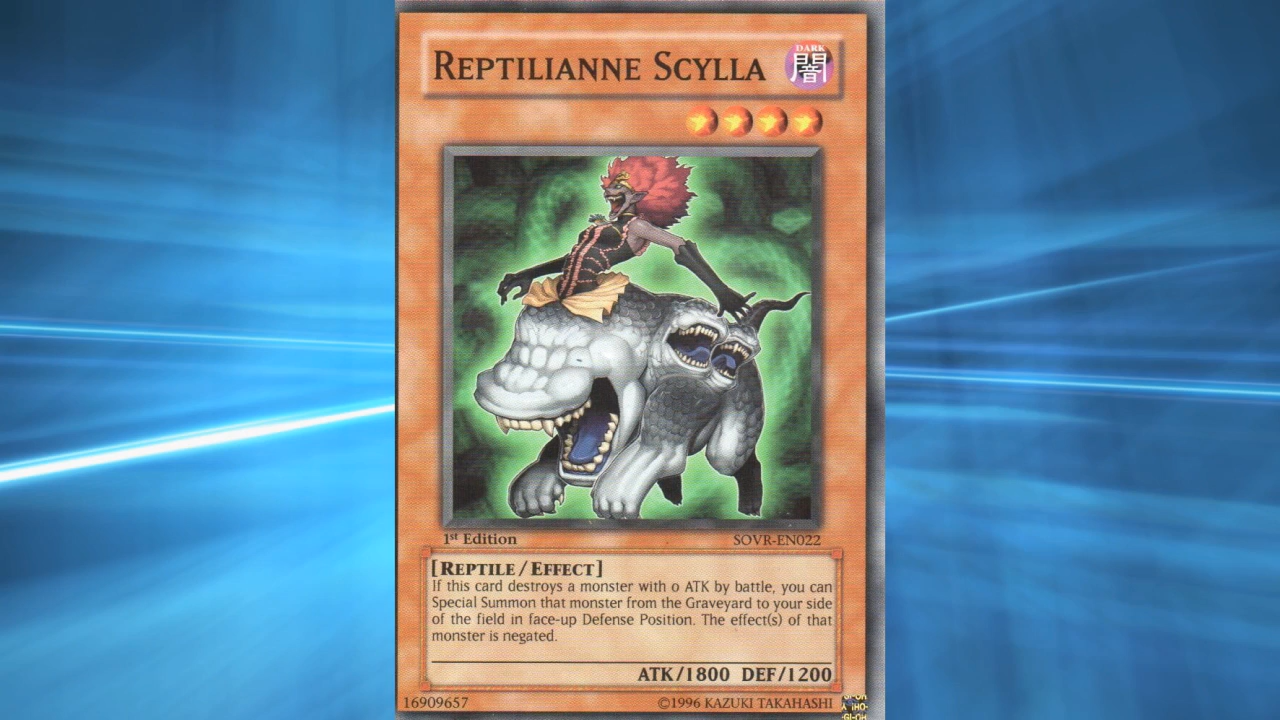 REPTILIANNE SCYLLA
DARK
闇
1st Edition SOVR-EN022
[REPTILE/EFFECT]
If this card destroys a monster with 0 ATK by battle, you can
Special Summon that monster from the Graveyard to your side
of the field in face-up Defense Position. The effect(s) of that
monster is negated.
ATK/1800 DEF/1200
16909657 ©1996 KAZUKI TAKAHASHI